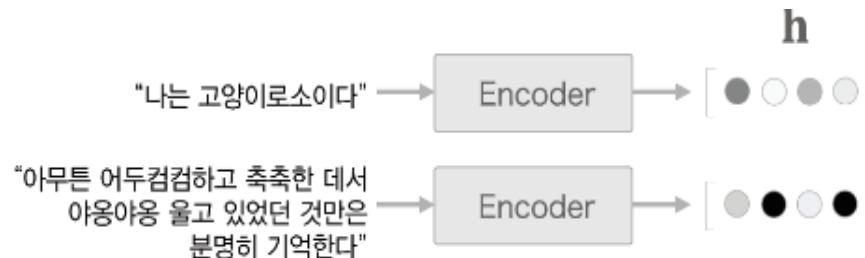 h
“나는 고양이로소이다”
Encoder
“아무튼 어두컴컴하고 축축한 데서
야옹야옹 울고 있었던 것만은
분명히 기억한다”
Encoder